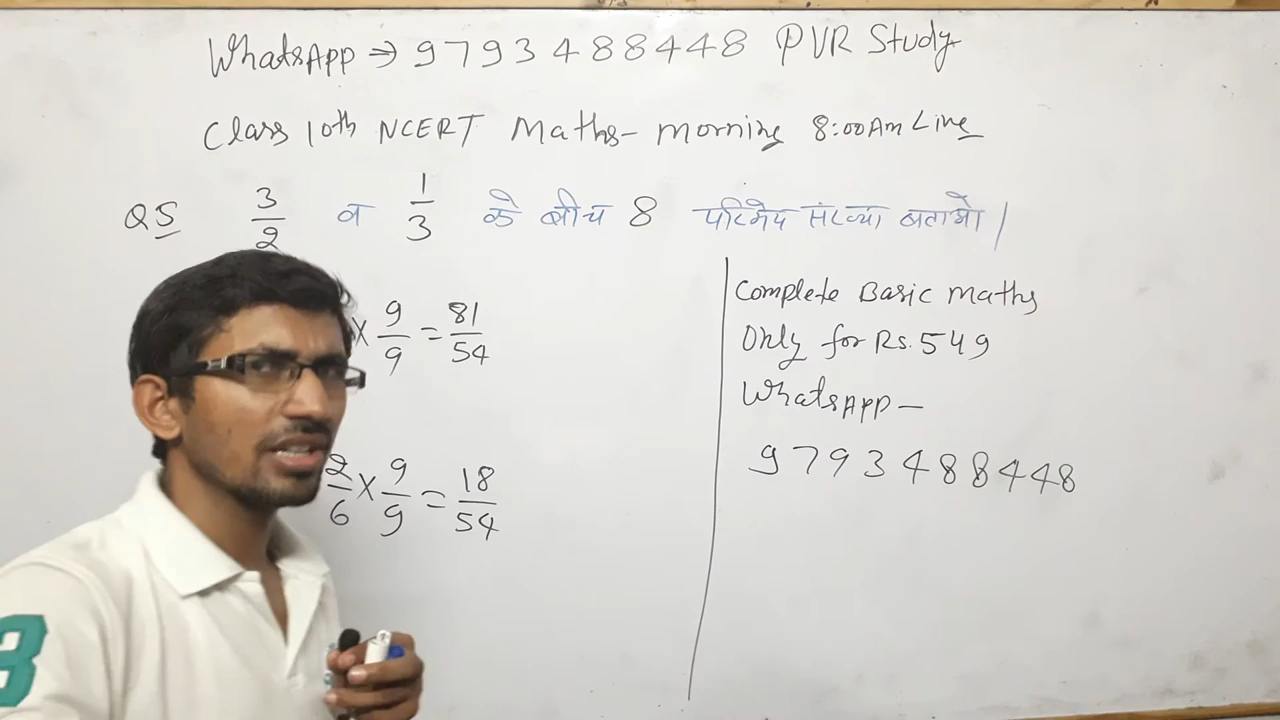 WhatsApp → 9793488448 PVR Study
Class 10th NCERT Maths - morning 8:00Am Live
Q5 3/2 व 1/3 के बीच 8 परिमेय संख्या बताओ।
× 9/9 = 81/54
2/6 × 9/9 = 18/54
Complete Basic Maths
Only for Rs. 549
WhatsApp -
9793488448
3